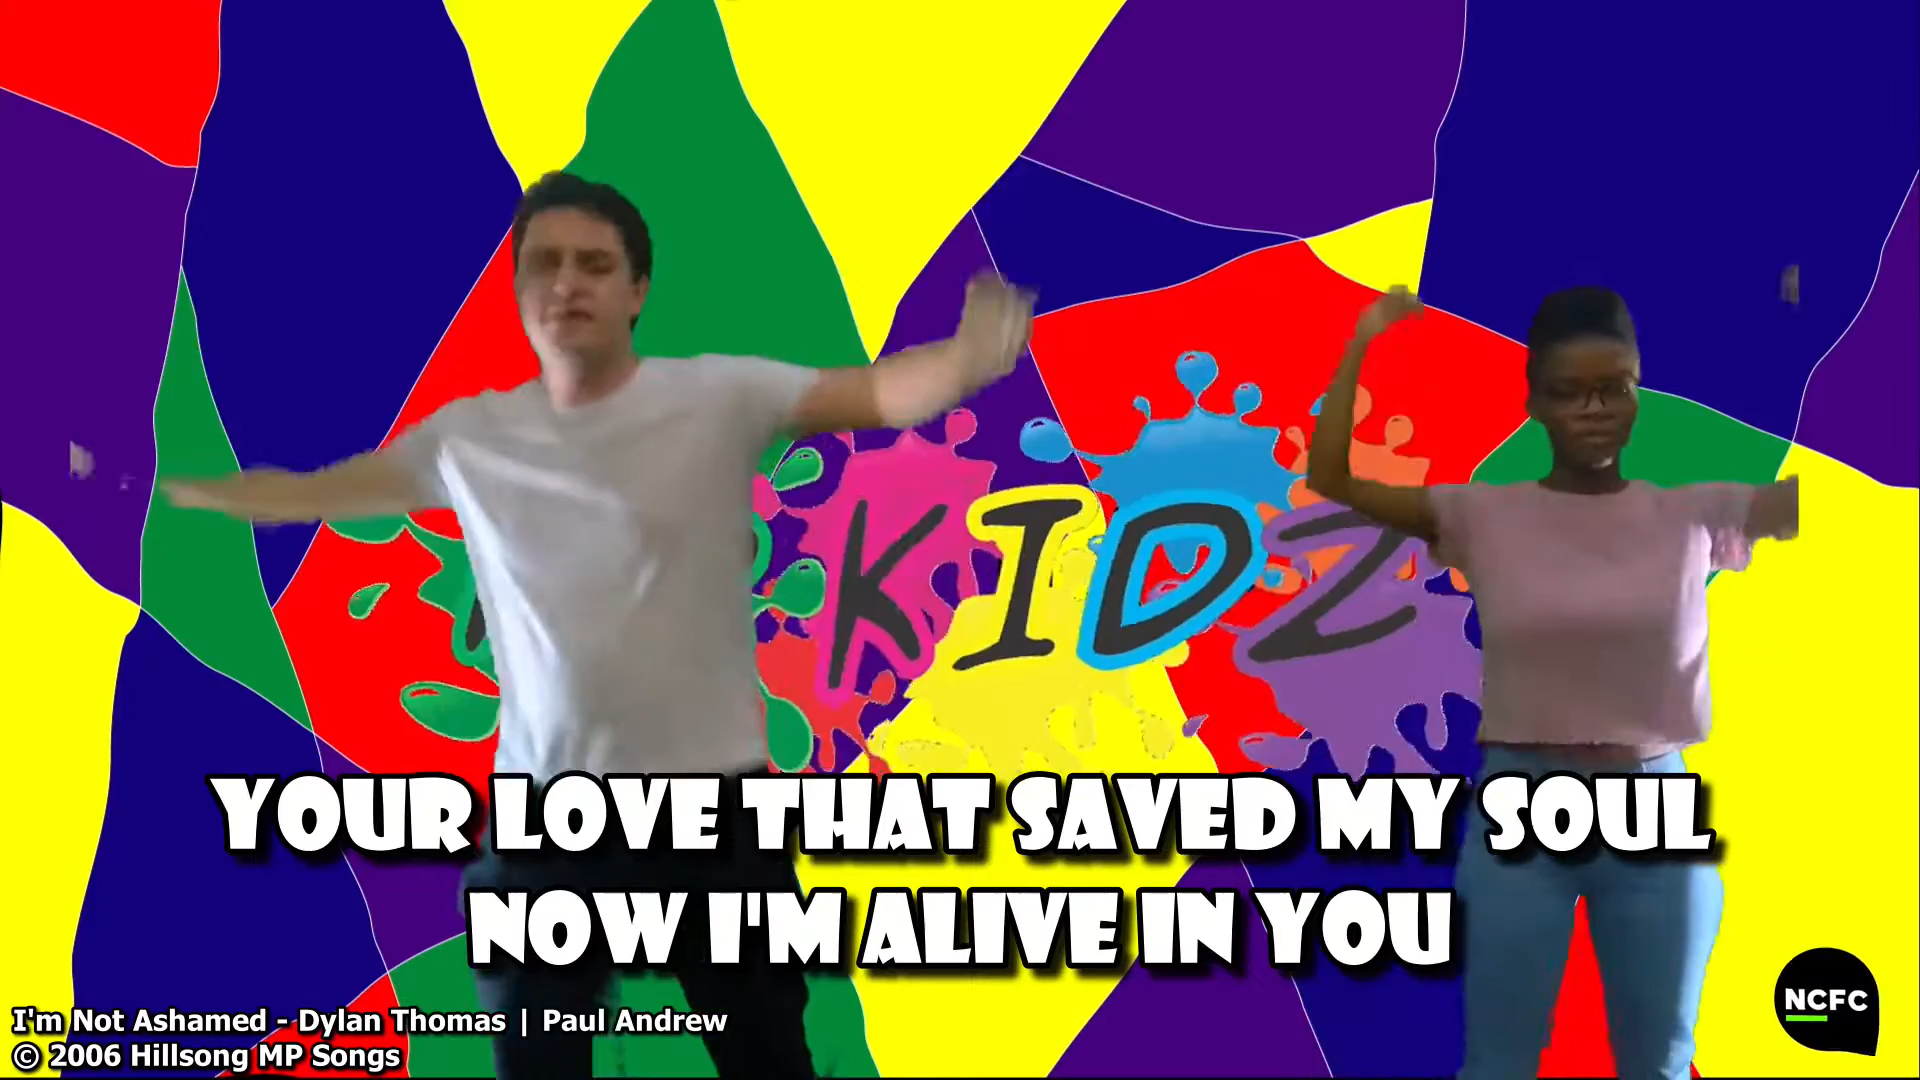 KIDZ
YOUR LOVE THAT SAVED MY SOUL
NOW I'M ALIVE IN YOU
I'm Not Ashamed - Dylan Thomas | Paul Andrew
© 2006 Hillsong MP Songs
NCFC